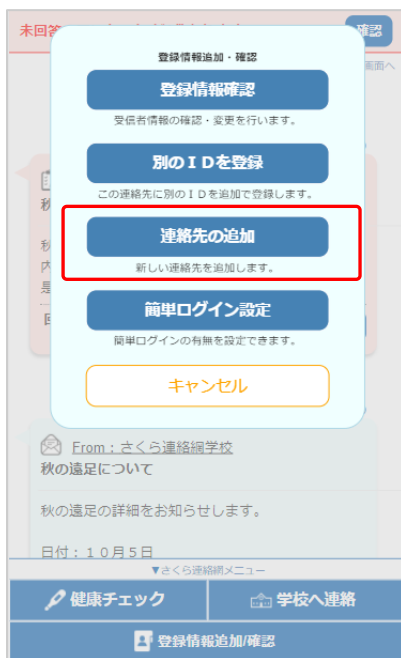 未回答
確認
画面へ
登録情報追加・確認
登録情報確認
受信者情報の確認・変更を行います。
別のＩＤを登録
この連絡先に別のＩＤを追加で登録します。
連絡先の追加
新しい連絡先を追加します。
簡単ログイン設定
簡単ログインの有無を設定できます。
キャンセル
From：さくら連絡網学校
秋の遠足について
秋の遠足の詳細をお知らせします。
日付：１０月５日
▼さくら連絡網メニュー
健康チェック
学校へ連絡
登録情報追加/確認